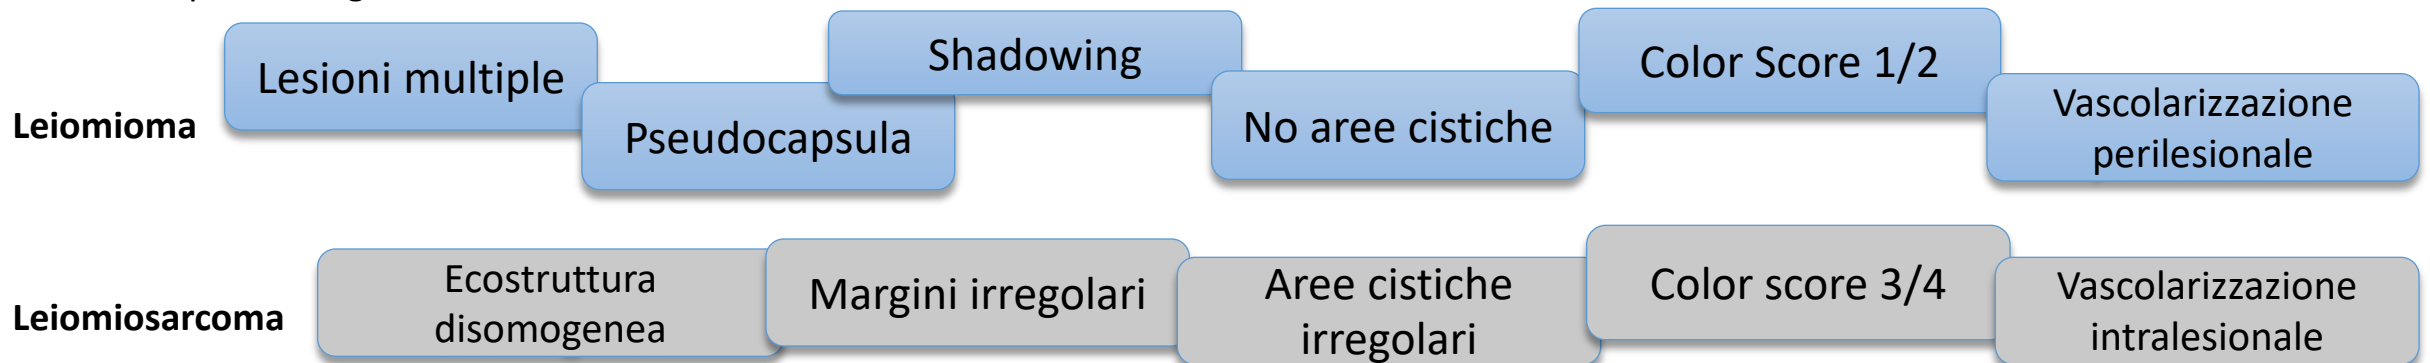 Leiomioma
Lesioni multiple
Pseudocapsula
Shadowing
No aree cistiche
Color Score 1/2
Vascolarizzazione
perilesionale
Leiomiosarcoma
Ecostruttura
disomogenea
Margini irregolari
Aree cistiche
irregolari
Color score 3/4
Vascolarizzazione
intralesionale